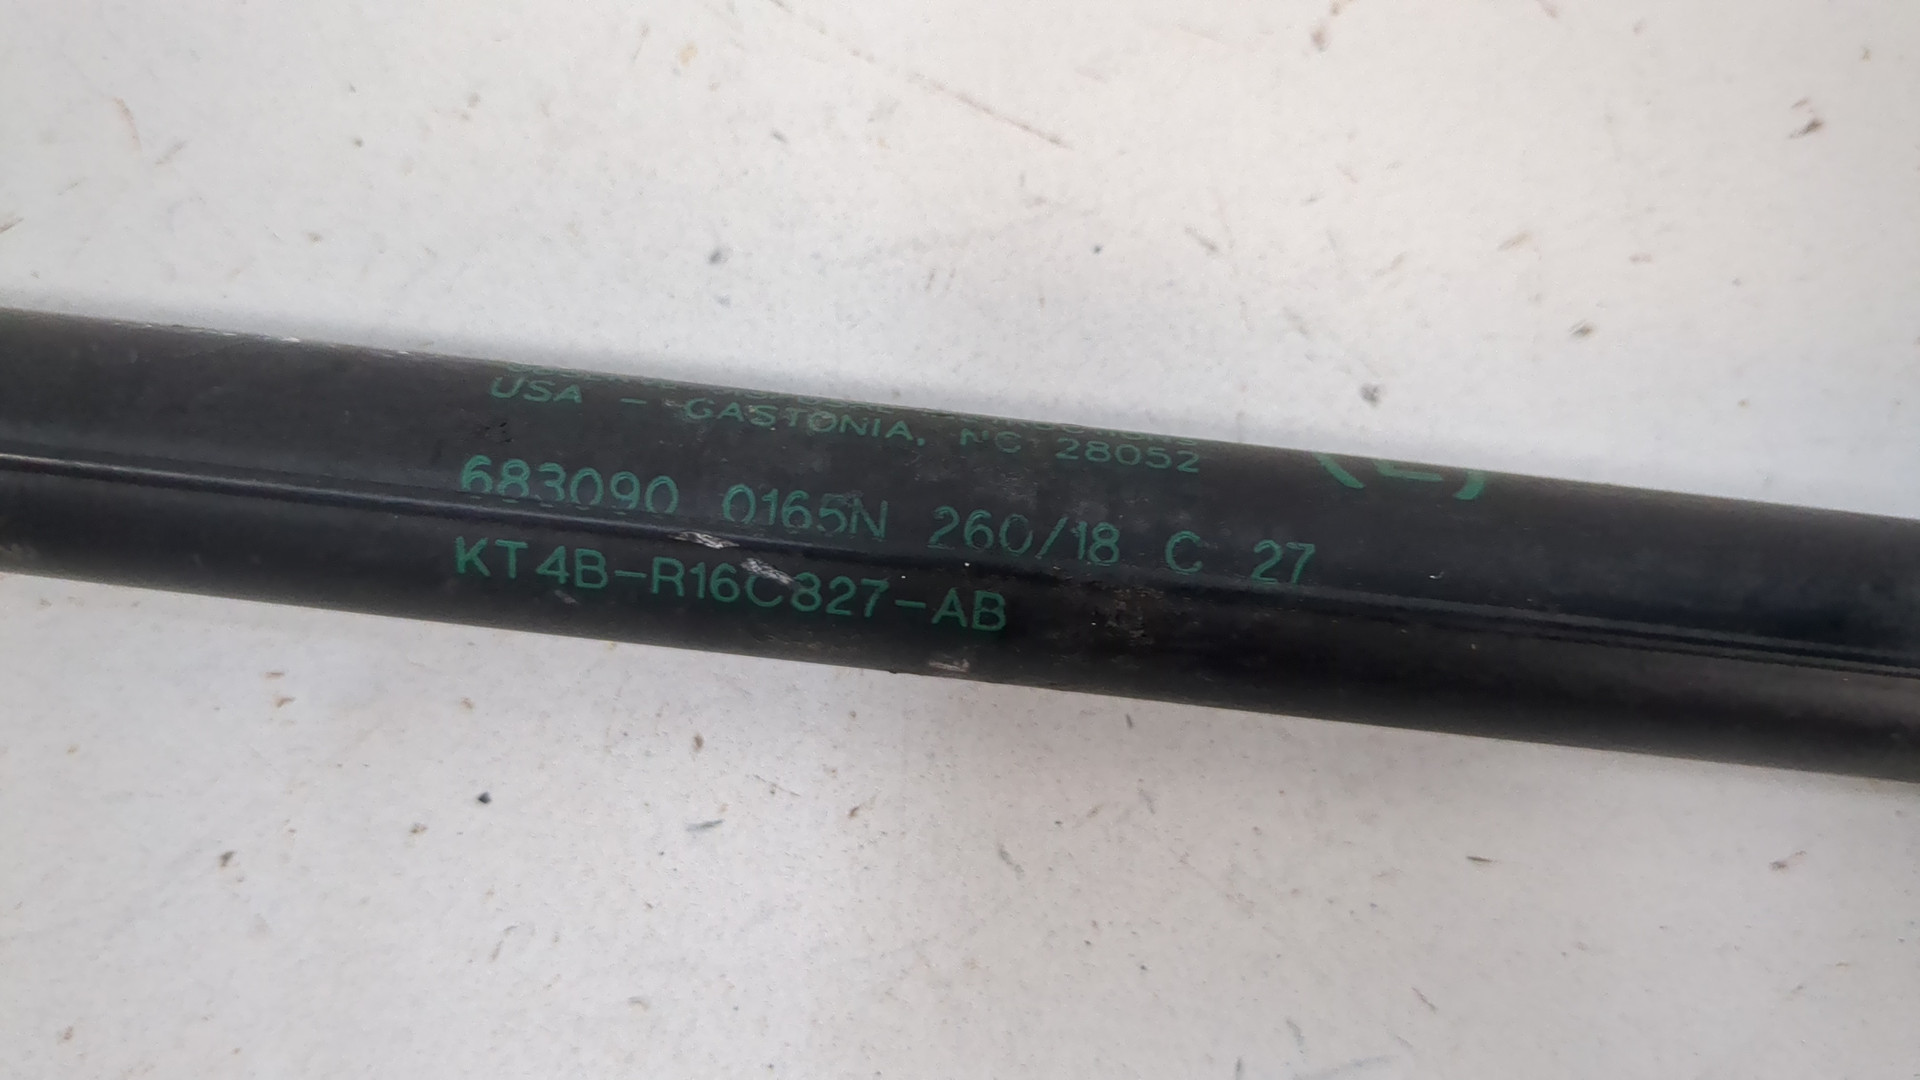 USA - GASTONIA, NC 28052
(L)
683090 0165N 260/18 C 27
KT4B-R16C827-AB